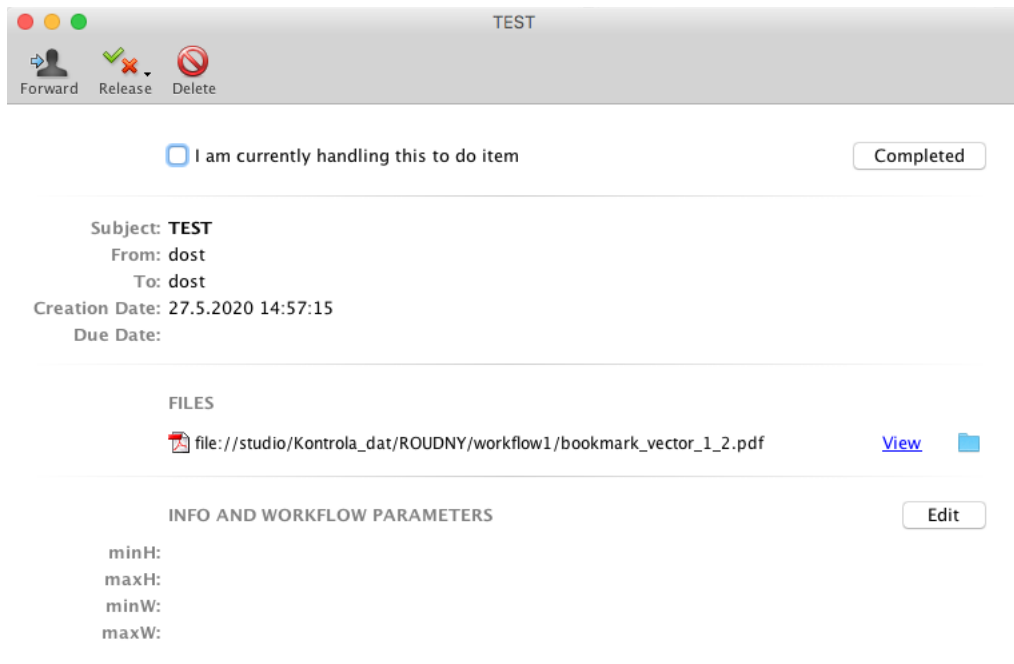 TEST
Forward Release Delete
I am currently handling this to do item Completed
Subject: TEST
From: dost
To: dost
Creation Date: 27.5.2020 14:57:15
Due Date:
FILES
file://studio/Kontrola_dat/ROUDNY/workflow1/bookmark_vector_1_2.pdf View
INFO AND WORKFLOW PARAMETERS Edit
minH:
maxH:
minW:
maxW: